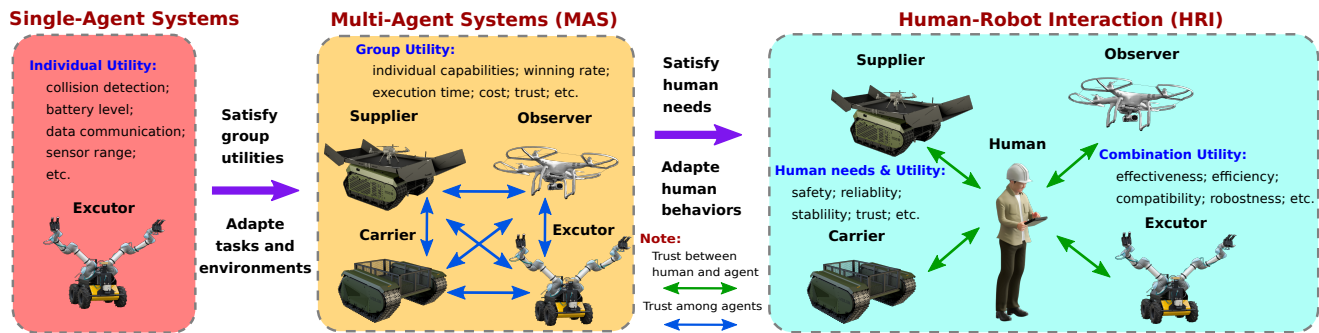 Single-Agent Systems
Individual Utility:
collision detection;
battery level;
data communication;
sensor range;
etc.
Excutor
Satisfy
group
utilities
Adapte
tasks and
environments
Multi-Agent Systems (MAS)
Group Utility:
individual capabilities; winning rate;
execution time; cost; trust; etc.
Supplier
Observer
Carrier
Excutor
Satisfy
human
needs
Adapte
human
behaviors
Note:
Trust between
human and agent
Trust among agents
Human-Robot Interaction (HRI)
Supplier
Observer
Human
Human needs & Utility:
safety; reliablity;
stablility; trust; etc.
Combination Utility:
effectiveness; efficiency;
compatibility; robostness; etc.
Carrier
Excutor